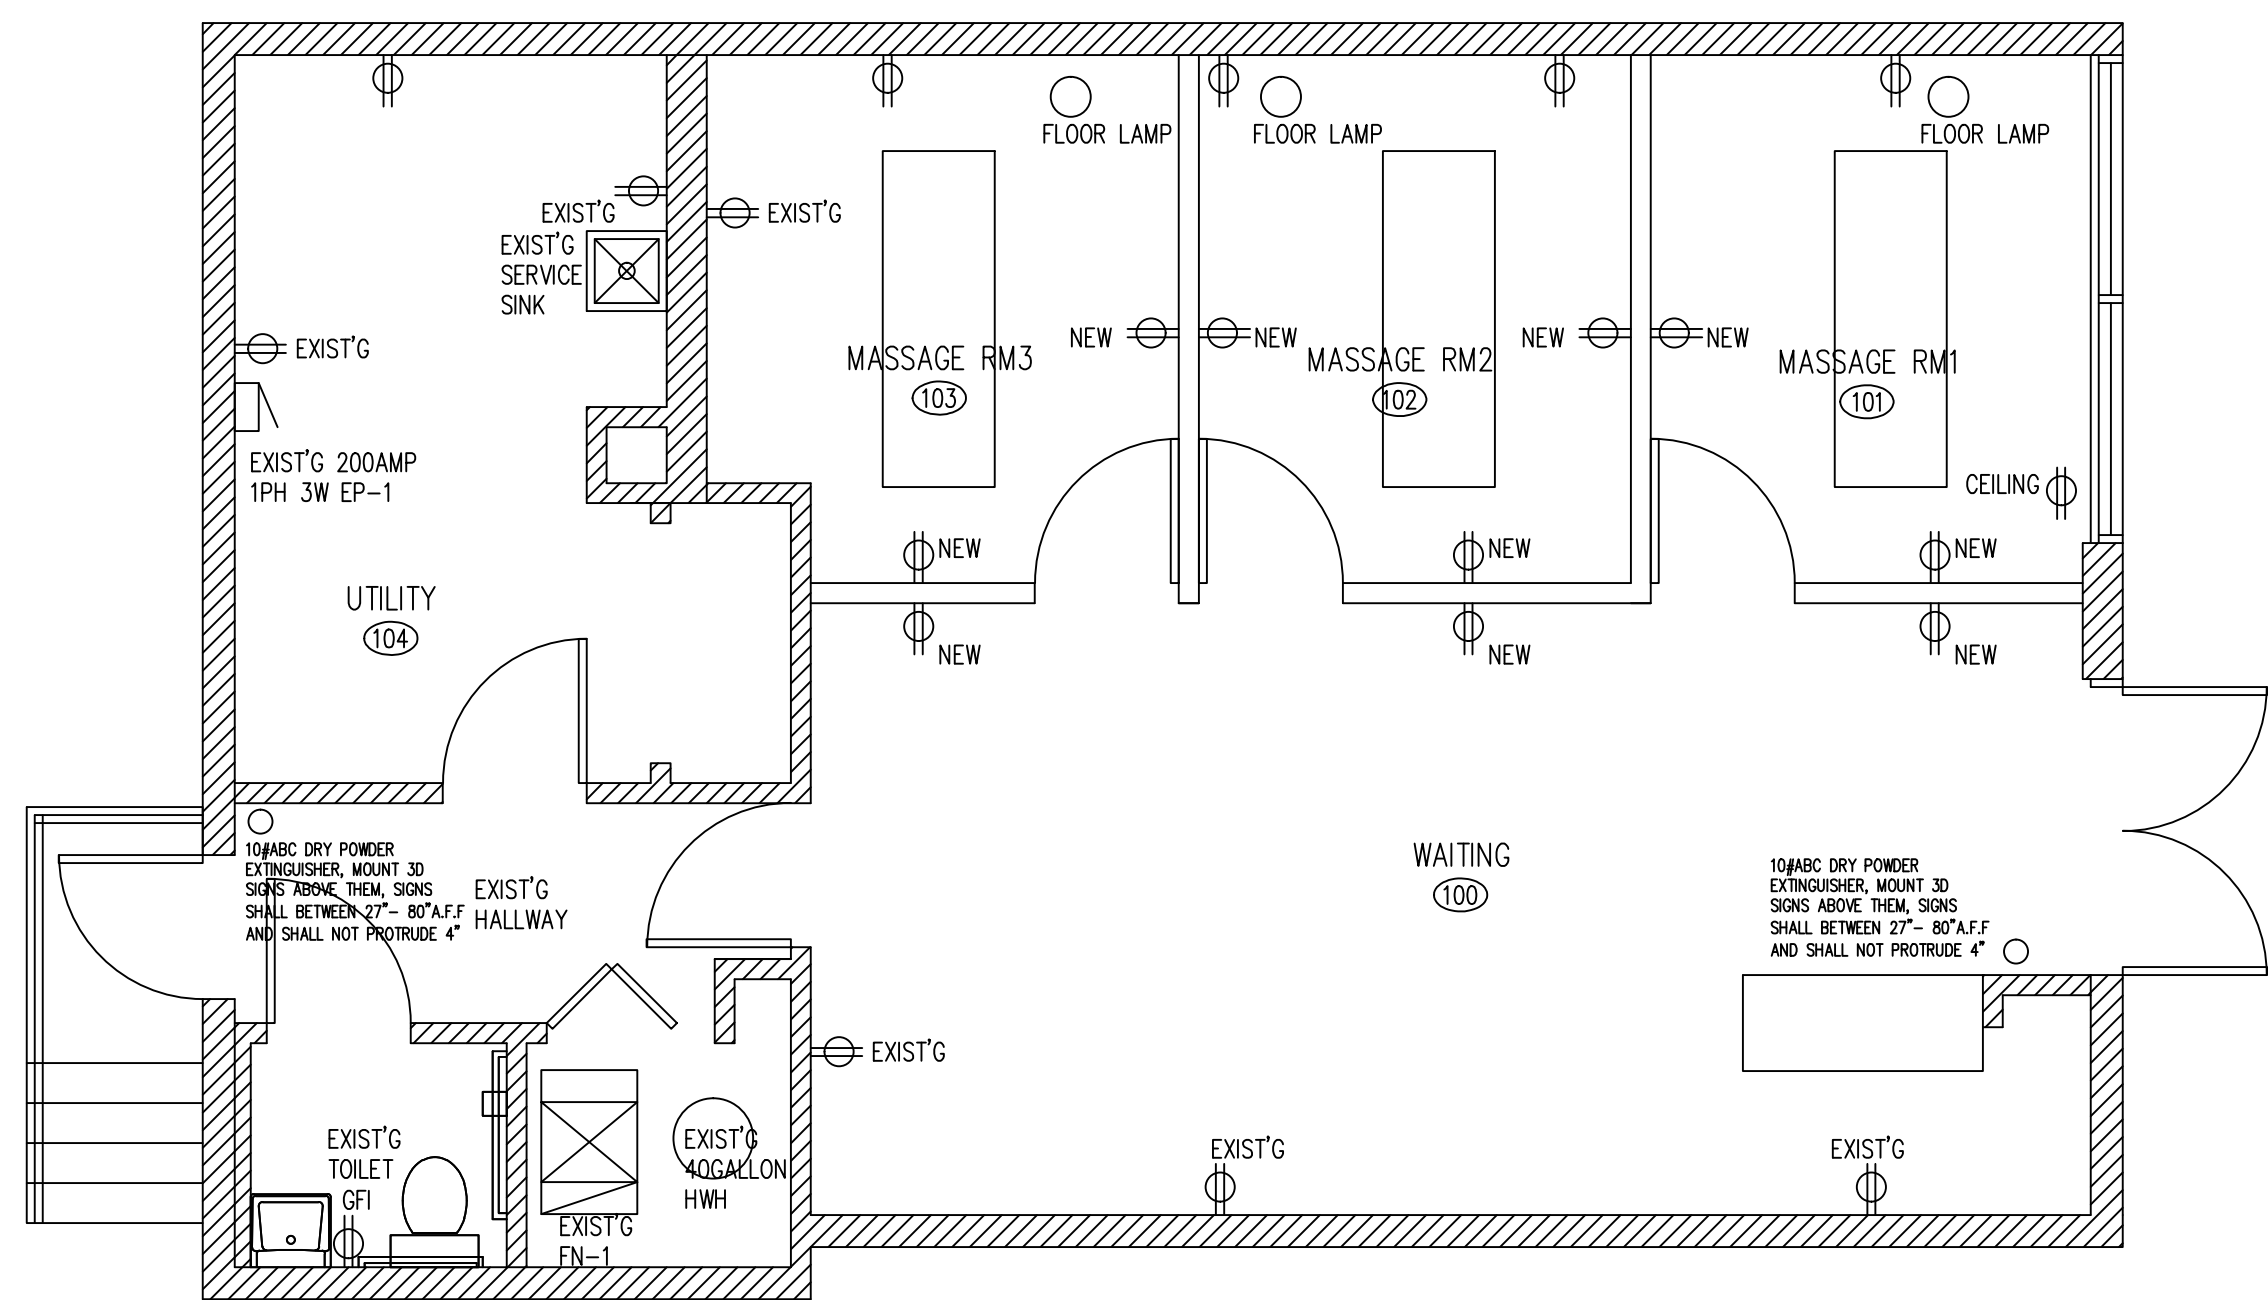 FLOOR LAMP
FLOOR LAMP
FLOOR LAMP
EXIST'G
EXIST'G
SERVICE
SINK
EXIST'G
EXIST'G
NEW
NEW
NEW
NEW
MASSAGE RM3
103
MASSAGE RM2
102
MASSAGE RM1
101
EXIST'G 200AMP
1PH 3W EP-1
CEILING
NEW
NEW
NEW
UTILITY
104
NEW
NEW
NEW
10#ABC DRY POWDER
EXTINGUISHER, MOUNT 3D
SIGNS ABOVE THEM, SIGNS
SHALL BETWEEN 27"- 80"A.F.F
AND SHALL NOT PROTRUDE 4"
EXIST'G
HALLWAY
WAITING
100
10#ABC DRY POWDER
EXTINGUISHER, MOUNT 3D
SIGNS ABOVE THEM, SIGNS
SHALL BETWEEN 27"- 80"A.F.F
AND SHALL NOT PROTRUDE 4"
EXIST'G
EXIST'G
TOILET
GFI
EXIST'G
40GALLON
HWH
EXIST'G
FN-1
EXIST'G
EXIST'G